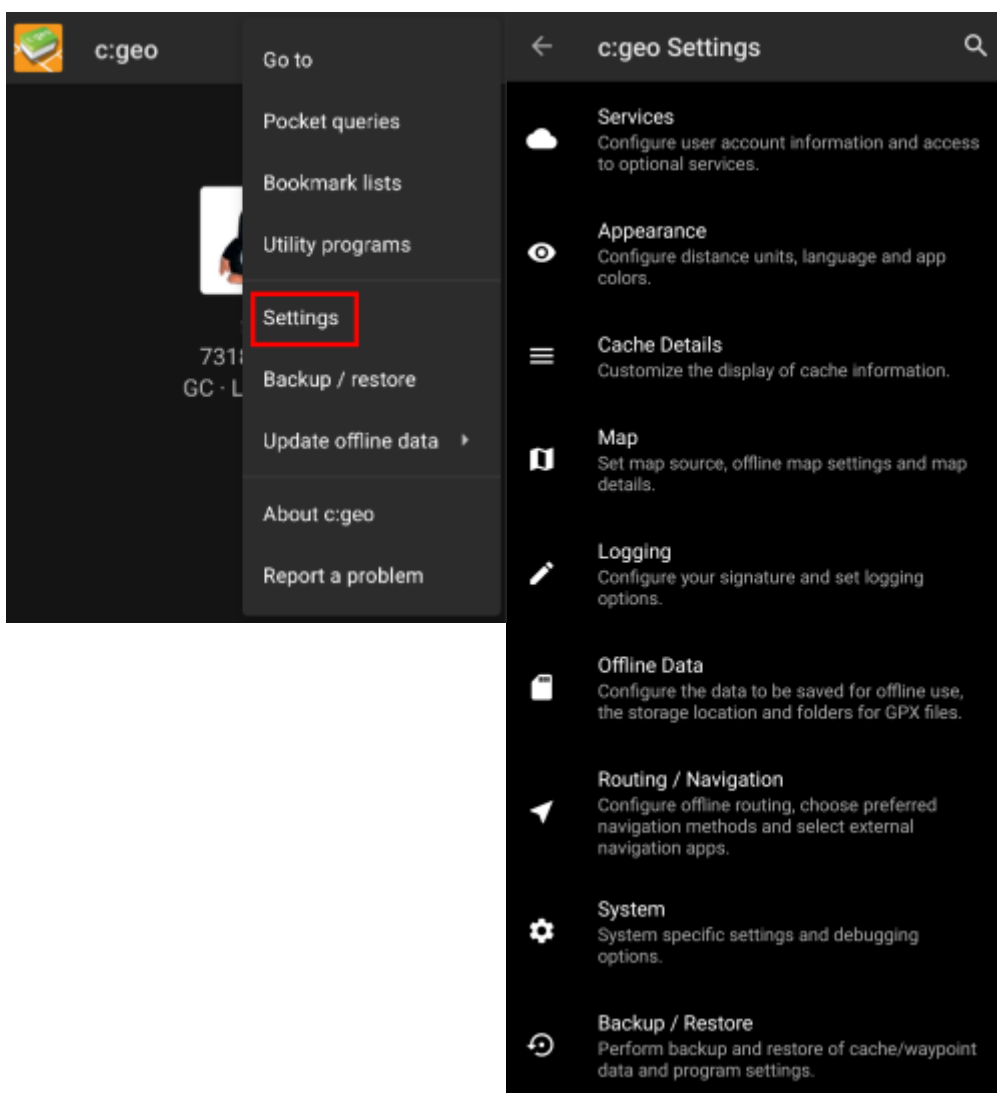 c:geo
Go to
Pocket queries
Bookmark lists
Utility programs
Settings
7318
GC · L
Backup / restore
Update offline data
About c:geo
Report a problem
c:geo Settings
Services
Configure user account information and access
to optional services.
Appearance
Configure distance units, language and app
colors.
Cache Details
Customize the display of cache information.
Map
Set map source, offline map settings and map
details.
Logging
Configure your signature and set logging
options.
Offline Data
Configure the data to be saved for offline use,
the storage location and folders for GPX files.
Routing / Navigation
Configure offline routing, choose preferred
navigation methods and select external
navigation apps.
System
System specific settings and debugging
options.
Backup / Restore
Perform backup and restore of cache/waypoint
data and program settings.